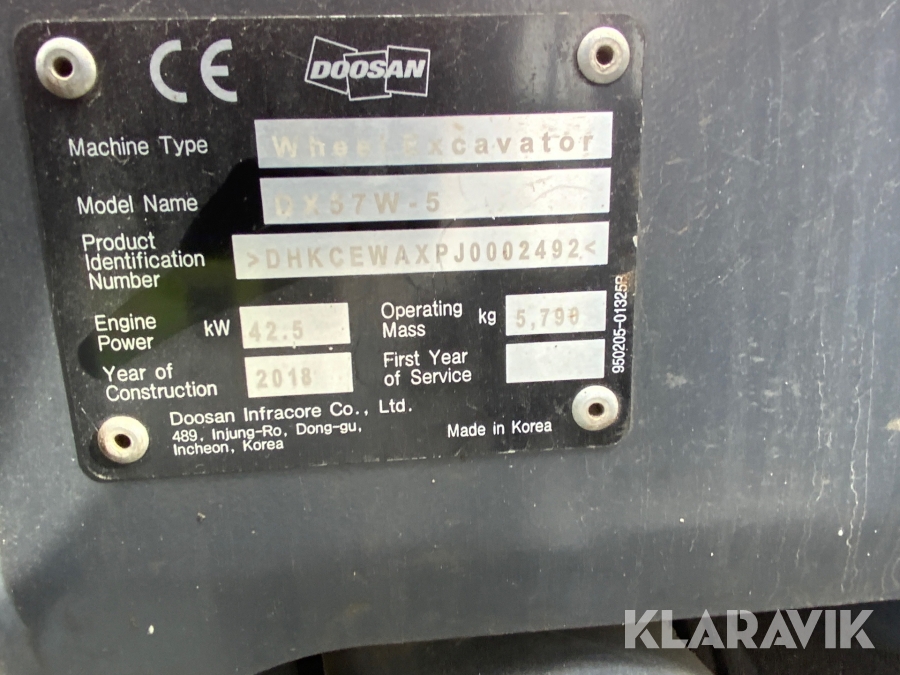 CE DOOSAN
Machine Type Wheel Excavator
Model Name DX57W-5
Product
Identification
Number >DHKCEWAXPJ0002492<
Engine
Power kW 42.5
Operating
Mass kg 5,790
Year of
Construction 2018
First Year
of Service
Doosan Infracore Co., Ltd.
489, Injung-Ro, Dong-gu,
Incheon, Korea
Made in Korea
950205-01325B
KLARAVIK